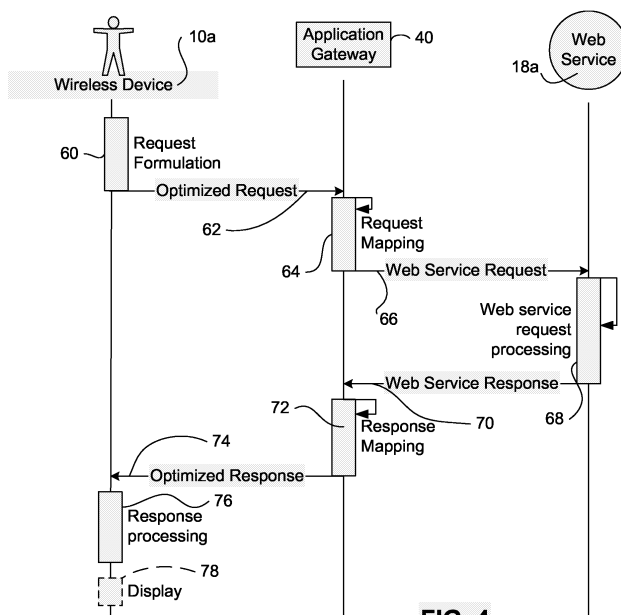 10a
Application
Gateway
40
Web
Service
18a
Wireless Device
60
Request
Formulation
Optimized Request
62
Request
Mapping
64
Web Service Request
66
Web service
request
processing
Web Service Response
68
70
72
Response
Mapping
74
Optimized Response
76
Response
processing
78
Display